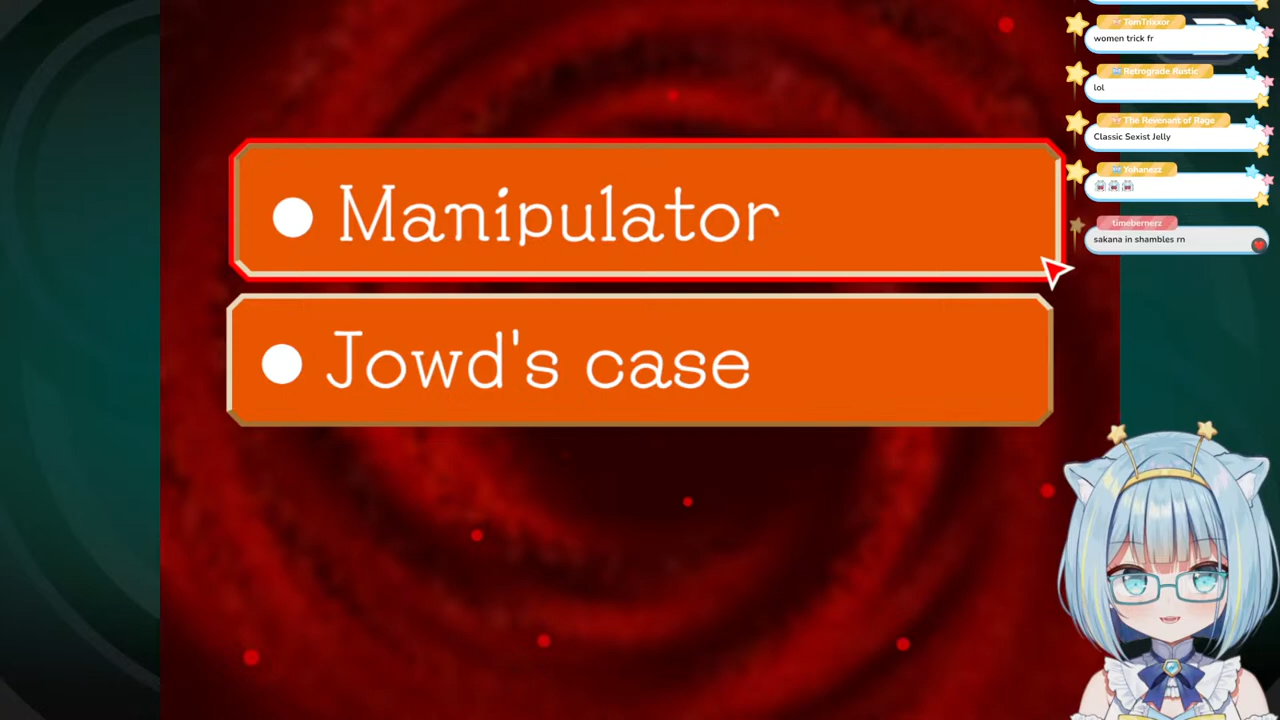 Manipulator
Jowd's case
TomTrixxor
women trick fr
Retrograde Rustic
lol
The Revenant of Rage
Classic Sexist Jelly
Yohanezz
timebernerz
sakana in shambles rn